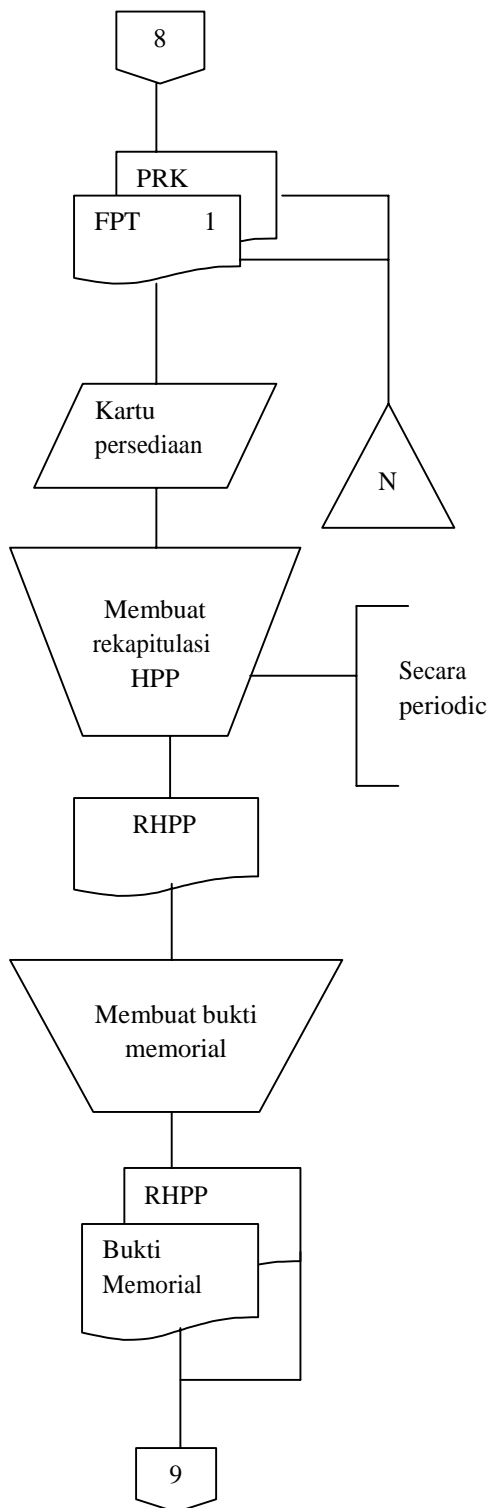 8
PRK
FPT 1
Kartu
persediaan
N
Membuat
rekapitulasi
HPP
Secara
periodic
RHPP
Membuat bukti
memorial
RHPP
Bukti
Memorial
9